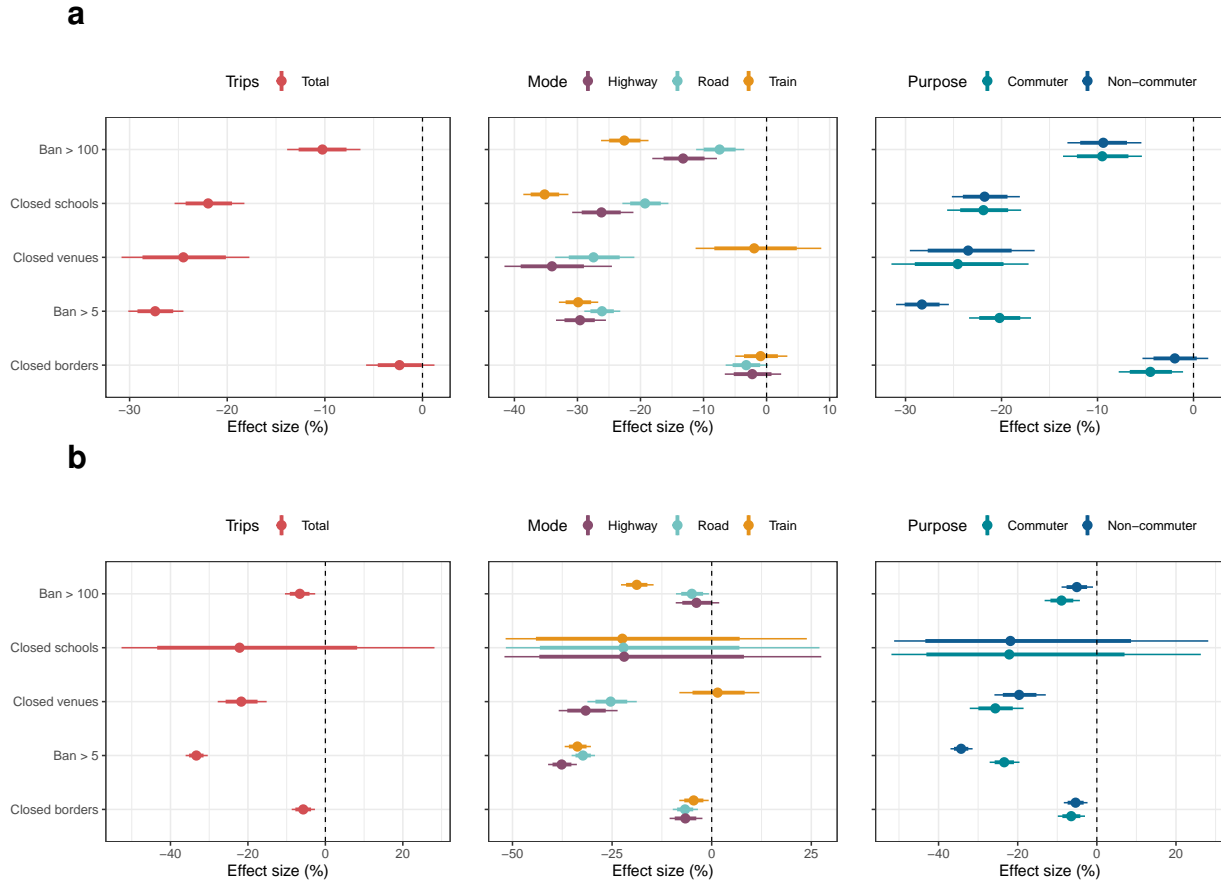 a
Trips Total
Mode Highway Road Train
Purpose Commuter Non−commuter
Ban > 100
Closed schools
Closed venues
Ban > 5
Closed borders
−30 −20 −10 0
−40 −30 −20 −10 0 10
−30 −20 −10 0
Effect size (%)
Effect size (%)
Effect size (%)
b
Trips Total
Mode Highway Road Train
Purpose Commuter Non−commuter
Ban > 100
Closed schools
Closed venues
Ban > 5
Closed borders
−40 −20 0 20
−50 −25 0 25
−40 −20 0 20
Effect size (%)
Effect size (%)
Effect size (%)